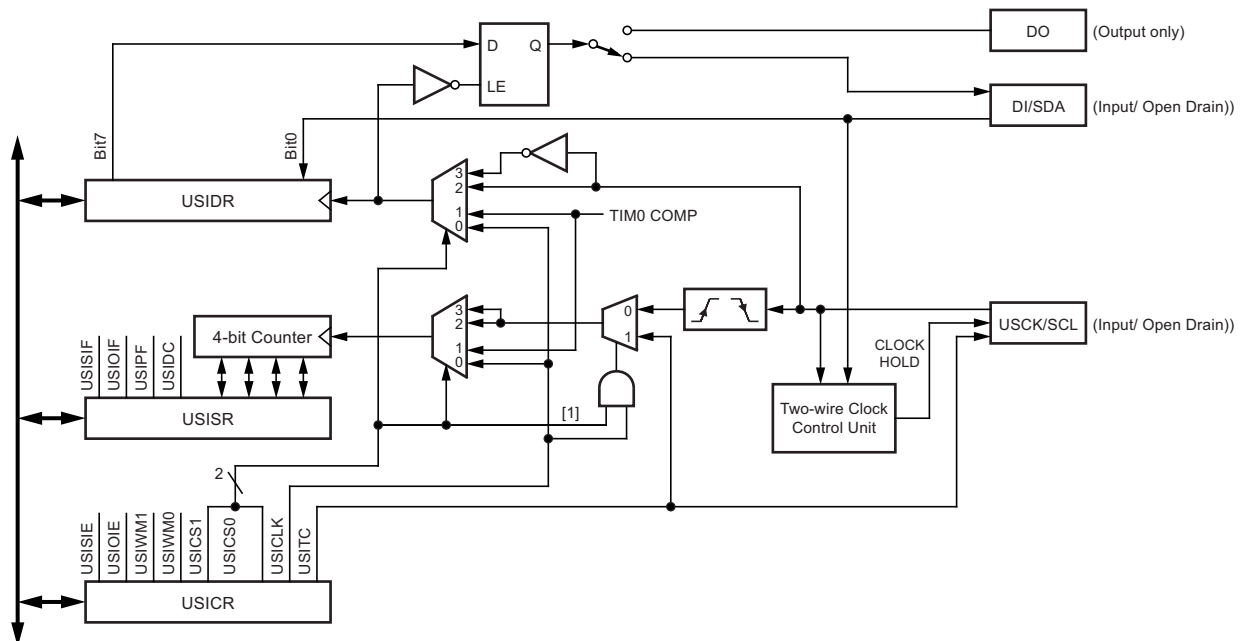 DO (Output only)
D Q
LE
DI/SDA (Input/ Open Drain))
Bit7
Bit0
3
2
1
0
USIDR
TIM0 COMP
3
2
1
0
0
1
4-bit Counter
USCK/SCL (Input/ Open Drain))
CLOCK
HOLD
USISIF
USIOIF
USIPF
USIDC
[1]
Two-wire Clock
Control Unit
USISR
2
USISIE
USIOIE
USIWM1
USIWM0
USICS1
USICS0
USICLK
USITC
USICR